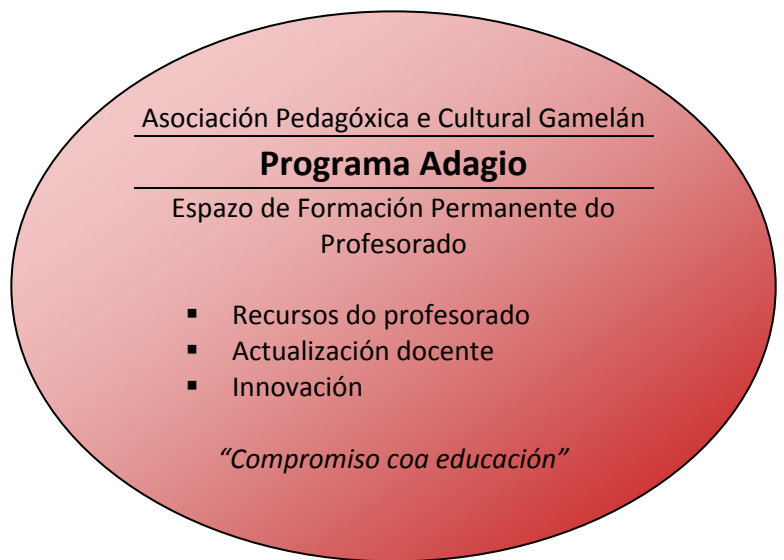 Asociación Pedagóxica e Cultural Gamelán
Programa Adagio
Espazo de Formación Permanente do
Profesorado
▪ Recursos do profesorado
▪ Actualización docente
▪ Innovación
“Compromiso coa educación”